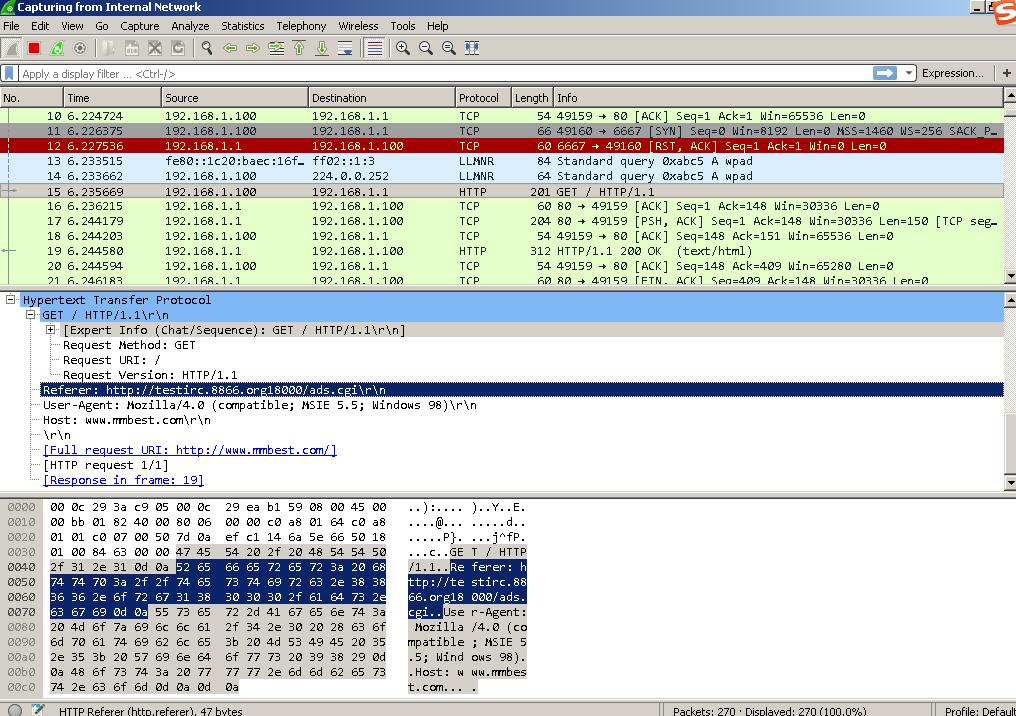 Capturing from Internal Network
File Edit View Go Capture Analyze Statistics Telephony Wireless Tools Help
Apply a display filter ... <Ctrl-/> Expression... +
No. Time Source Destination Protocol Length Info
10 6.224724 192.168.1.100 192.168.1.1 TCP 54 49159 → 80 [ACK] Seq=1 Ack=1 Win=65536 Len=0
11 6.226375 192.168.1.100 192.168.1.1 TCP 66 49160 → 6667 [SYN] Seq=0 Win=8192 Len=0 MSS=1460 WS=256 SACK_P…
12 6.227536 192.168.1.1 192.168.1.100 TCP 60 6667 → 49160 [RST, ACK] Seq=1 Ack=1 Win=0 Len=0
13 6.233515 fe80::1c20:baec:16f… ff02::1:3 LLMNR 84 Standard query 0xabc5 A wpad
14 6.233662 192.168.1.100 224.0.0.252 LLMNR 64 Standard query 0xabc5 A wpad
15 6.235669 192.168.1.100 192.168.1.1 HTTP 201 GET / HTTP/1.1
16 6.236215 192.168.1.1 192.168.1.100 TCP 60 80 → 49159 [ACK] Seq=1 Ack=148 Win=30336 Len=0
17 6.244179 192.168.1.1 192.168.1.100 TCP 204 80 → 49159 [PSH, ACK] Seq=1 Ack=148 Win=30336 Len=150 [TCP seg…
18 6.244203 192.168.1.100 192.168.1.1 TCP 54 49159 → 80 [ACK] Seq=148 Ack=151 Win=65536 Len=0
19 6.244580 192.168.1.1 192.168.1.100 HTTP 312 HTTP/1.1 200 OK (text/html)
20 6.244594 192.168.1.100 192.168.1.1 TCP 54 49159 → 80 [ACK] Seq=148 Ack=409 Win=65280 Len=0
21 6.246183 192.168.1.1 192.168.1.100 TCP 60 80 → 49159 [FIN, ACK] Seq=409 Ack=148 Win=30336 Len=0
Hypertext Transfer Protocol
GET / HTTP/1.1\r\n
[Expert Info (Chat/Sequence): GET / HTTP/1.1\r\n]
Request Method: GET
Request URI: /
Request Version: HTTP/1.1
Referer: http://testirc.8866.org18000/ads.cgi\r\n
User-Agent: Mozilla/4.0 (compatible; MSIE 5.5; Windows 98)\r\n
Host: www.mmbest.com\r\n
\r\n
[Full request URI: http://www.mmbest.com/]
[HTTP request 1/1]
[Response in frame: 19]
0000 00 0c 29 3a c9 05 00 0c 29 ea b1 59 08 00 45 00 ..):.... )..Y..E.
0010 00 bb 01 82 40 00 80 06 00 00 c0 a8 01 64 c0 a8 ....@... .....d..
0020 01 01 c0 07 00 50 7d 0a ef c1 14 6a 5e 66 50 18 .....P}. ...j^fP.
0030 01 00 84 63 00 00 47 45 54 20 2f 20 48 54 54 50 ...c..GE T / HTTP
0040 2f 31 2e 31 0d 0a 52 65 66 65 72 65 72 3a 20 68 /1.1..Re ferer: h
0050 74 74 70 3a 2f 2f 74 65 73 74 69 72 63 2e 38 38 ttp://te stirc.88
0060 36 36 2e 6f 72 67 31 38 30 30 30 2f 61 64 73 2e 66.org18 000/ads.
0070 63 67 69 0d 0a 55 73 65 72 2d 41 67 65 6e 74 3a cgi..Use r-Agent:
0080 20 4d 6f 7a 69 6c 6c 61 2f 34 2e 30 20 28 63 6f Mozilla /4.0 (co
0090 6d 70 61 74 69 62 6c 65 3b 20 4d 53 49 45 20 35 mpatible ; MSIE 5
00a0 2e 35 3b 20 57 69 6e 64 6f 77 73 20 39 38 29 0d .5; Wind ows 98).
00b0 0a 48 6f 73 74 3a 20 77 77 77 2e 6d 6d 62 65 73 .Host: w ww.mmbes
00c0 74 2e 63 6f 6d 0d 0a 0d 0a t.com... .
HTTP Referer (http.referer), 47 bytes Packets: 270 · Displayed: 270 (100.0%) Profile: Default